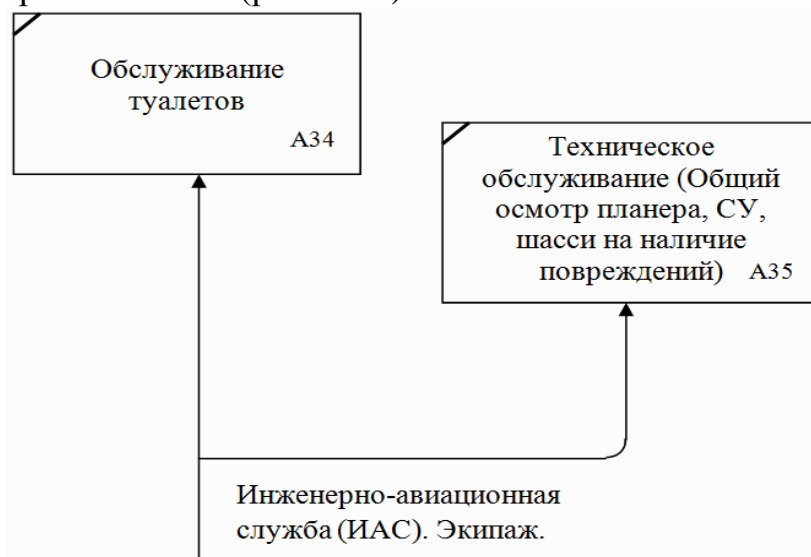 Обслуживание
туалетов
А34
Техническое
обслуживание (Общий
осмотр планера, СУ,
шасси на наличие
повреждений) А35
Инженерно-авиационная
служба (ИАС). Экипаж.